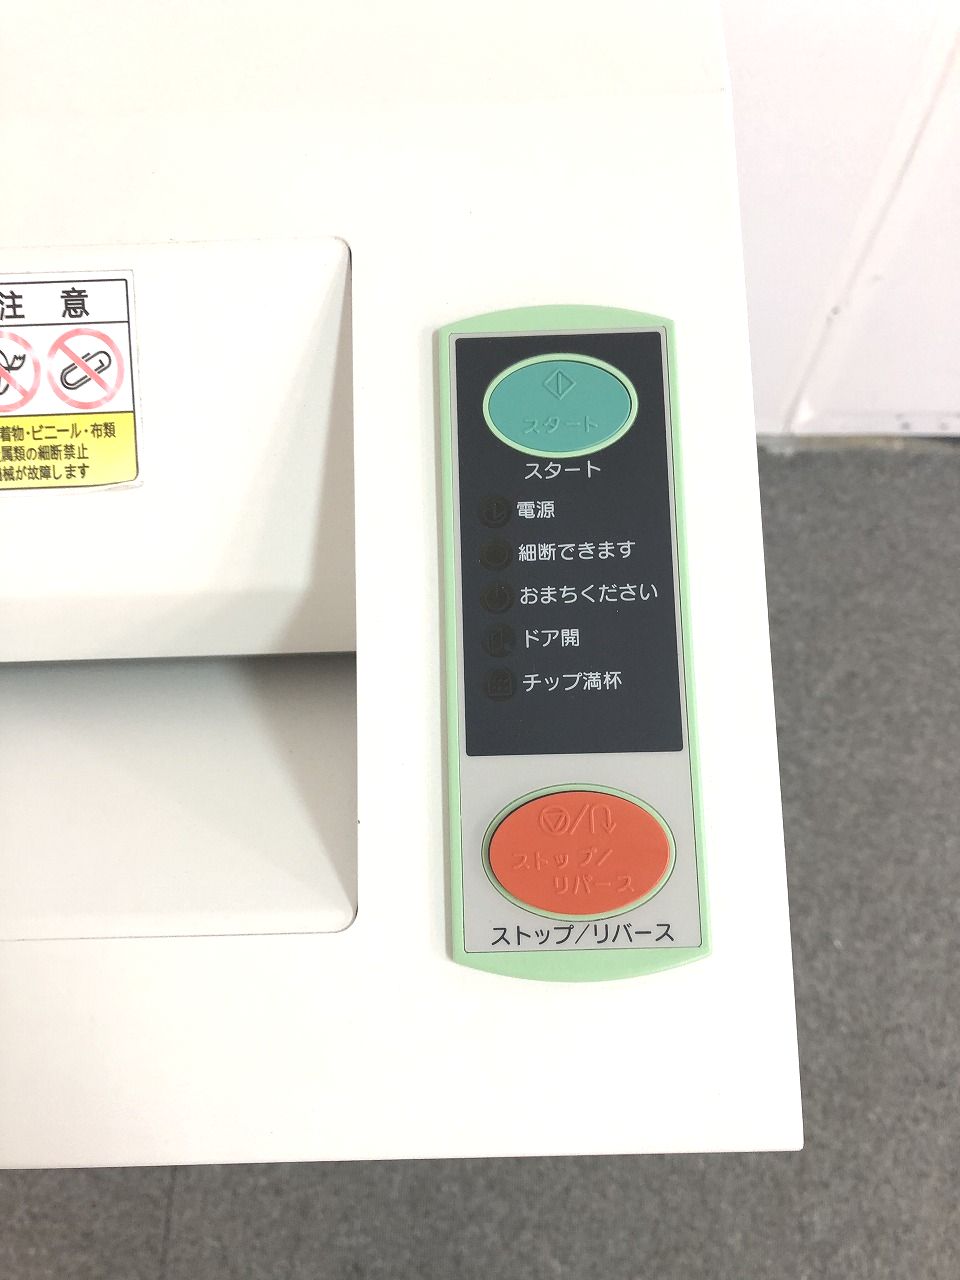 注 意
着物・ビニール・布類
属類の細断禁止
械が故障します
スタート
スタート
電源
細断できます
おまちください
ドア開
チップ満杯
ストップ/
リバース
ストップ/リバース